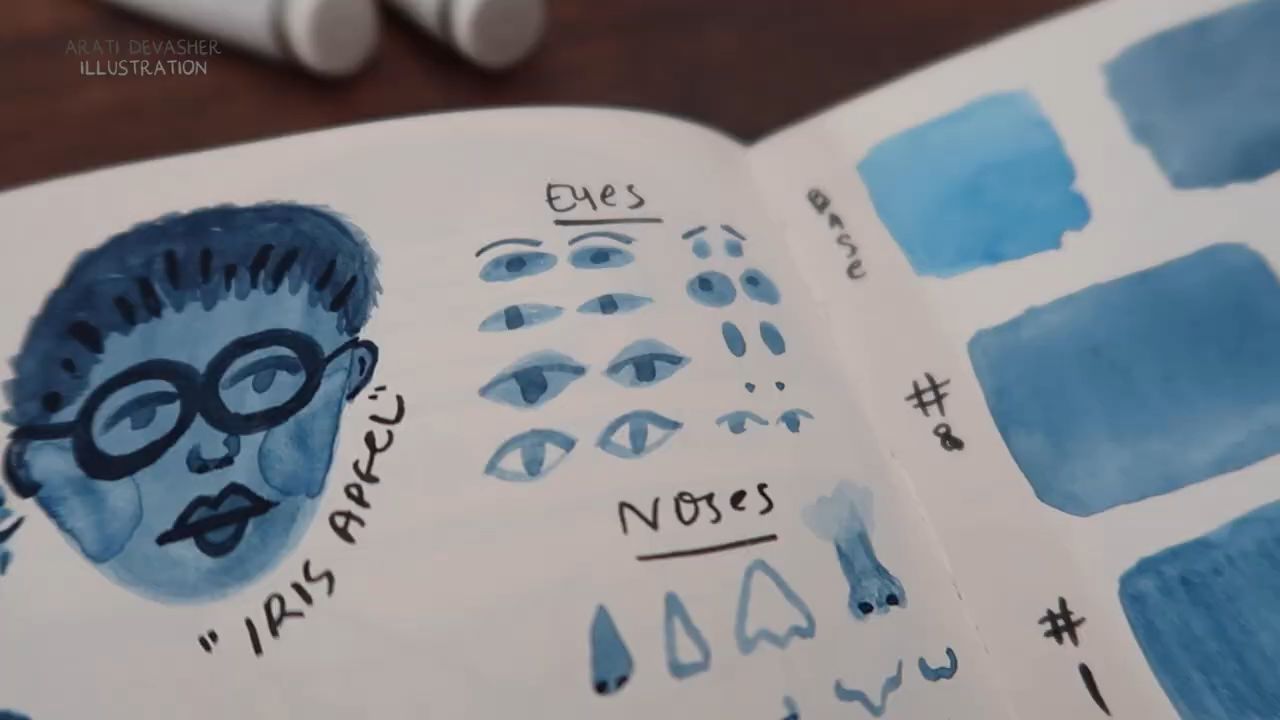 ARATI DEVASHER
ILLUSTRATION
Eyes
BASE
#8
Noses
"IRIS APFEL"
#1